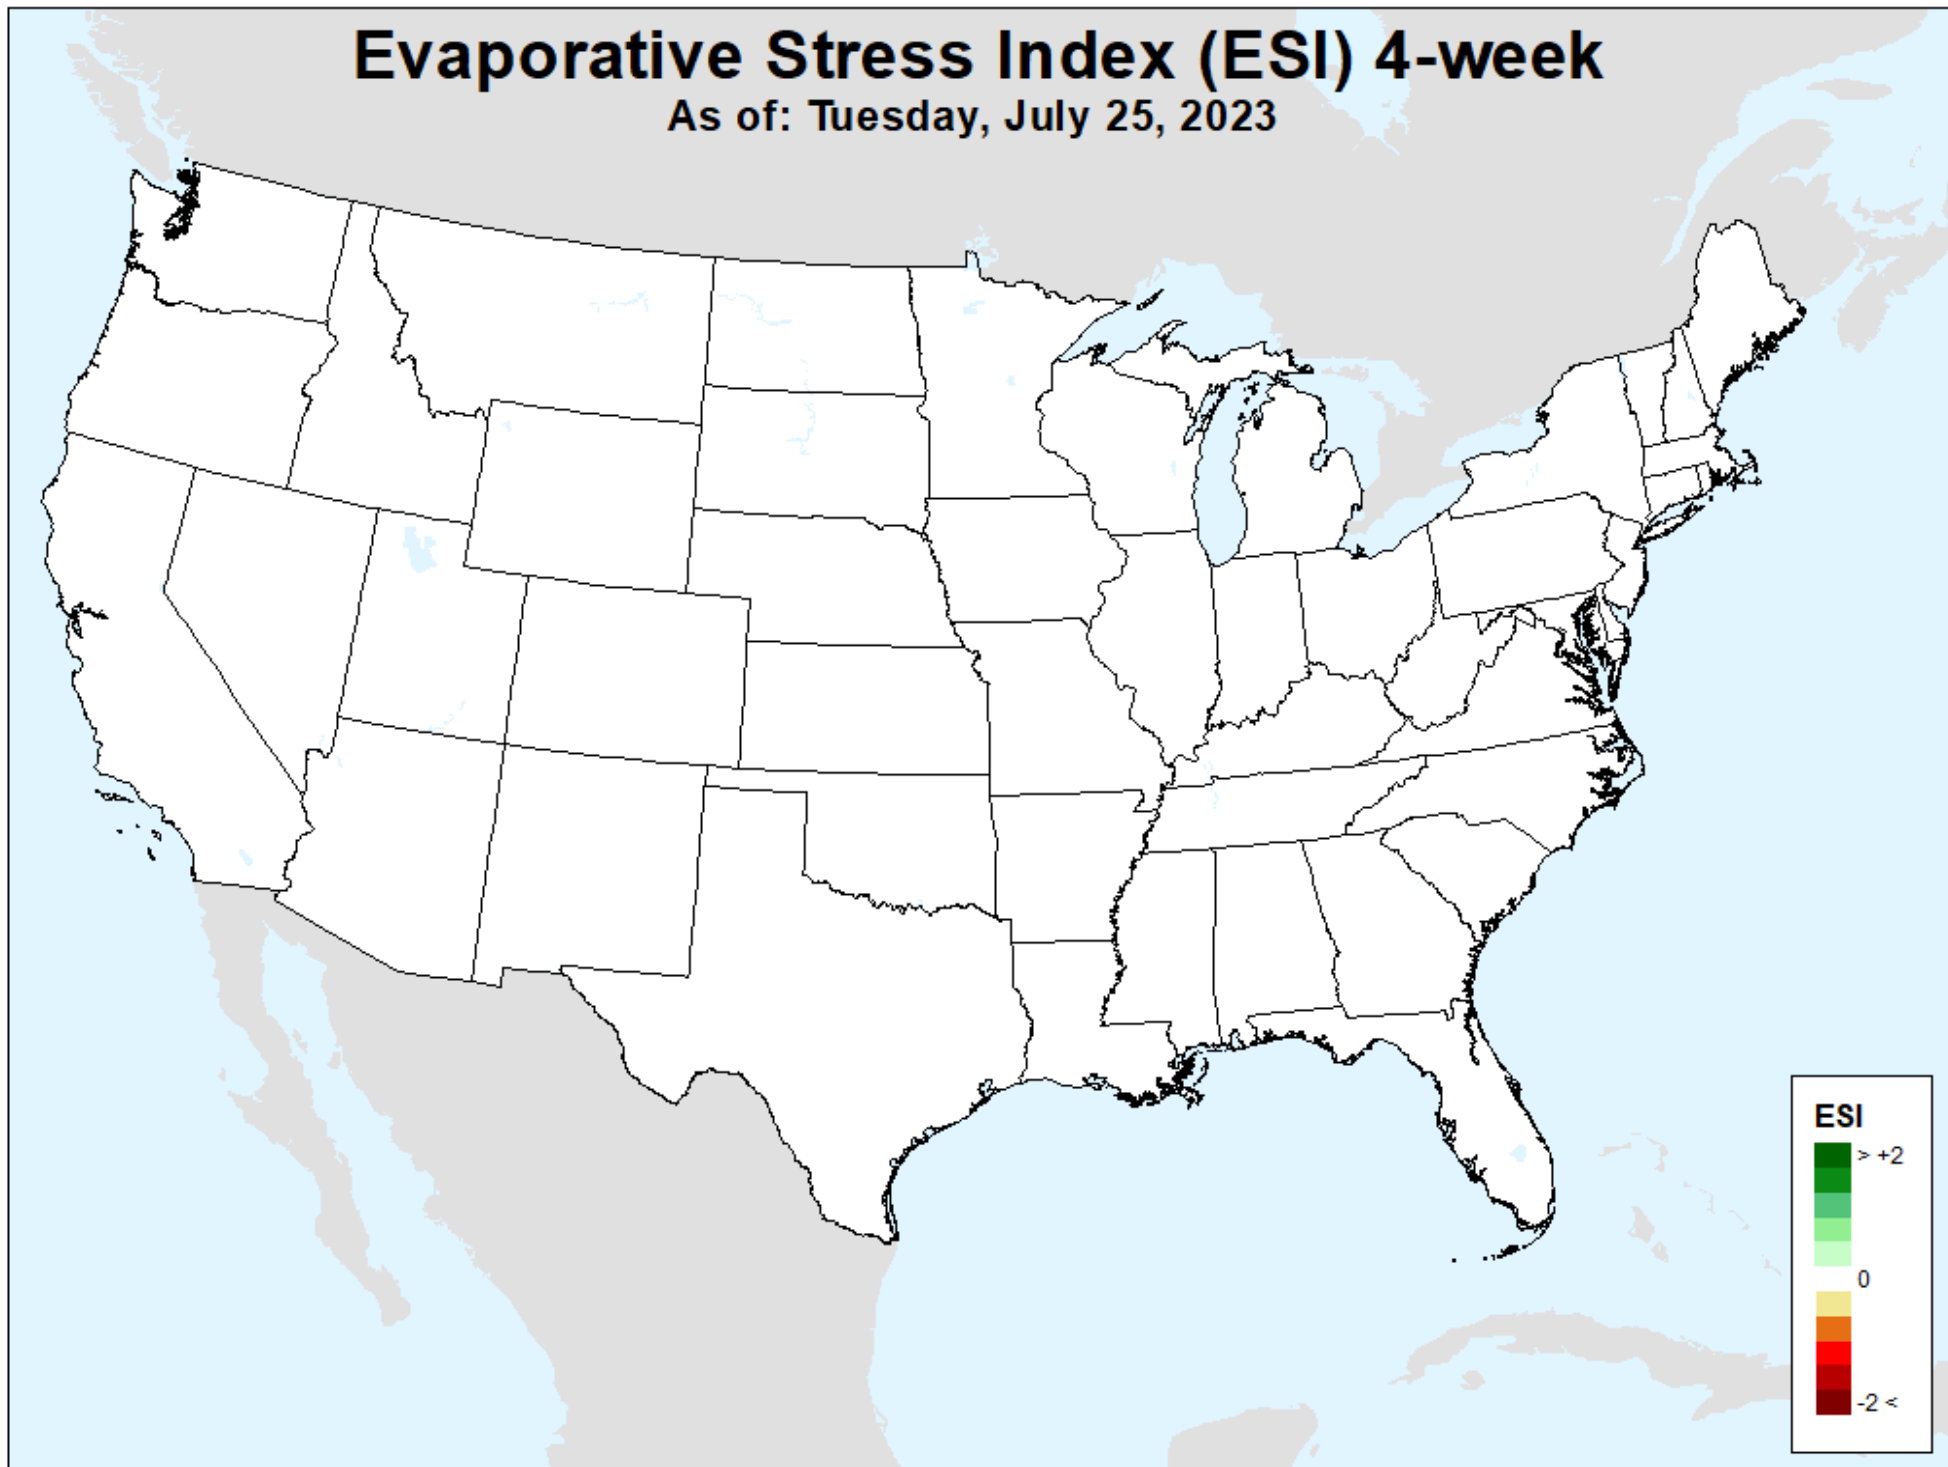 Evaporative Stress Index (ESI) 4-week
As of: Tuesday, July 25, 2023
ESI
> +2
0
-2 <